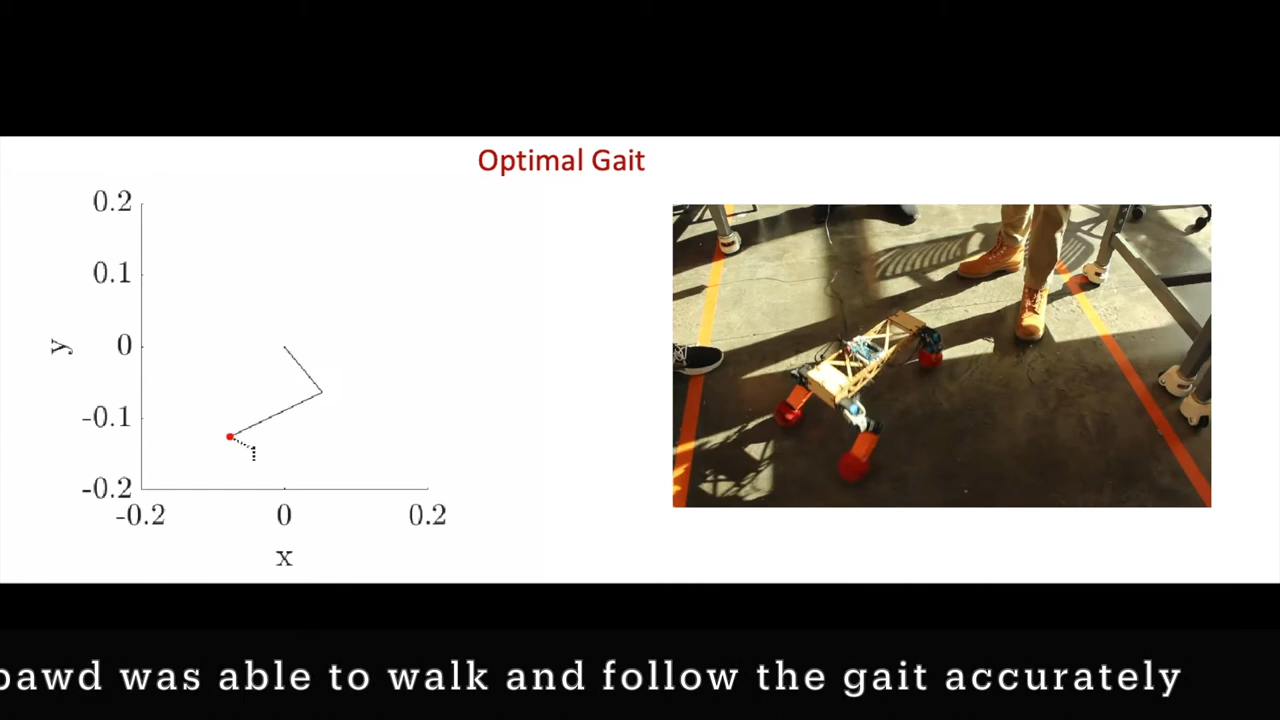 Optimal Gait
0.2
0.1
y
0
-0.1
-0.2
-0.2 0 0.2
x
was able to walk and follow the gait accurately